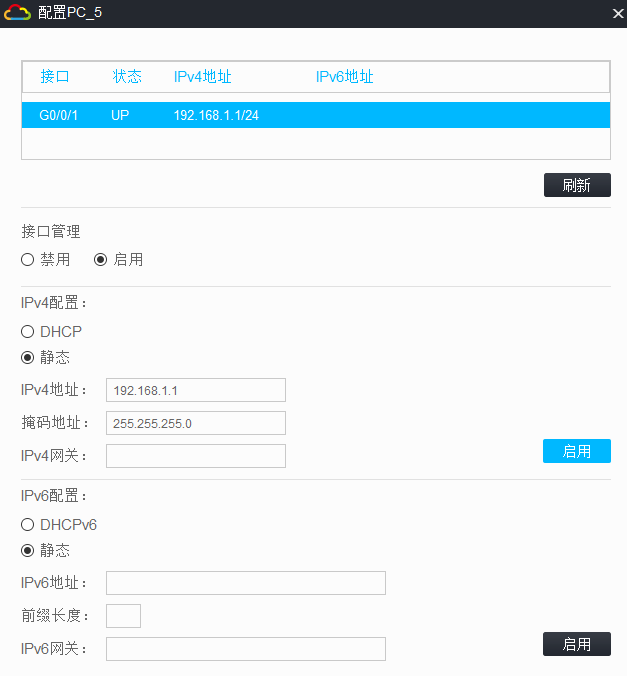 配置PC_5
接口 状态 IPv4地址 IPv6地址
G0/0/1 UP 192.168.1.1/24
刷新
接口管理
禁用 启用
IPv4配置：
DHCP
静态
IPv4地址： 192.168.1.1
掩码地址： 255.255.255.0
IPv4网关： 启用
IPv6配置：
DHCPv6
静态
IPv6地址：
前缀长度：
IPv6网关： 启用